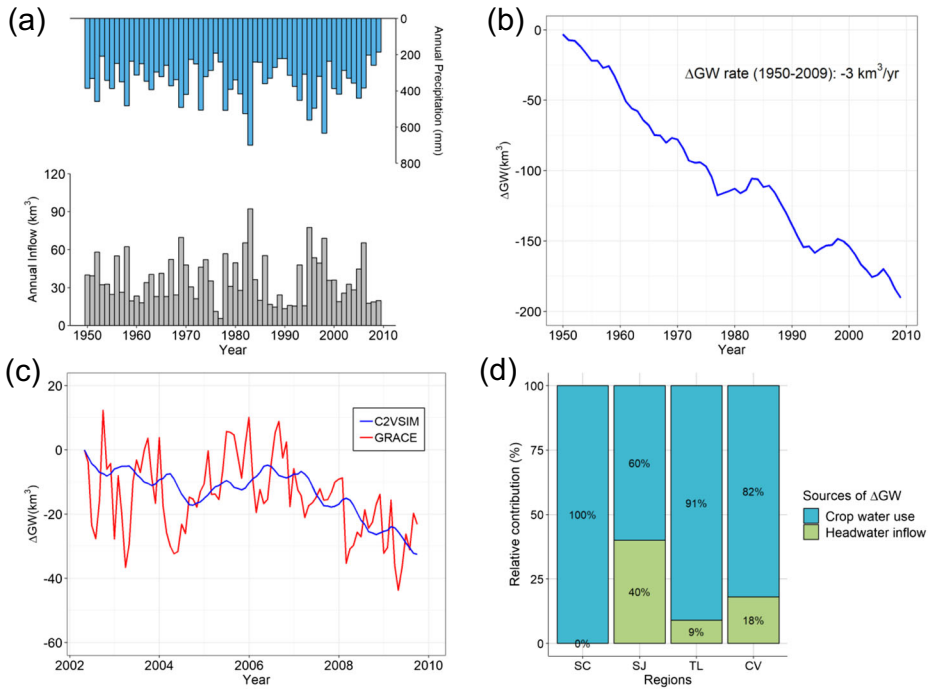 (a)
0
200
400
600
800
Annual Precipitation (mm)
120
90
60
30
0
Annual Inflow (km³)
1950 1960 1970 1980 1990 2000 2010
Year
(b)
0
-50
-100
-150
-200
ΔGW(km³)
ΔGW rate (1950-2009): -3 km³/yr
1950 1960 1970 1980 1990 2000 2010
Year
(c)
20
0
-20
-40
-60
ΔGW(km³)
C2VSIM
GRACE
2002 2004 2006 2008 2010
Year
(d)
100
75
50
25
0
Relative contribution (%)
100%
0%
60%
40%
91%
9%
82%
18%
SC SJ TL CV
Regions
Sources of ΔGW
Crop water use
Headwater inflow